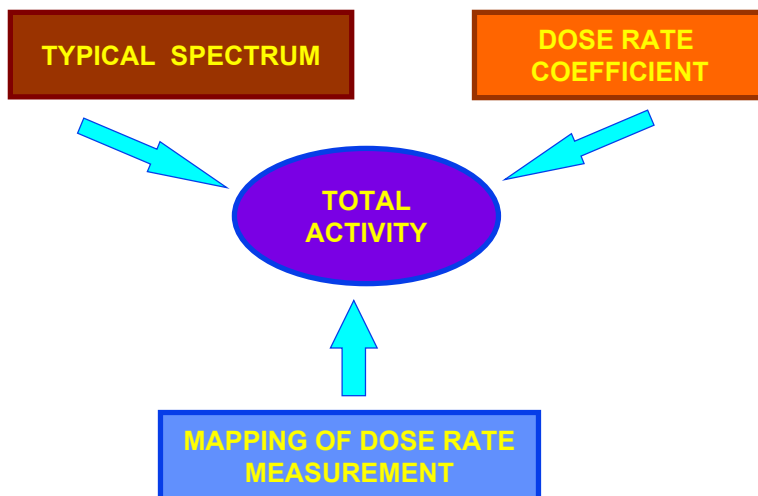 TYPICAL SPECTRUM
DOSE RATE
COEFFICIENT
TOTAL
ACTIVITY
MAPPING OF DOSE RATE
MEASUREMENT